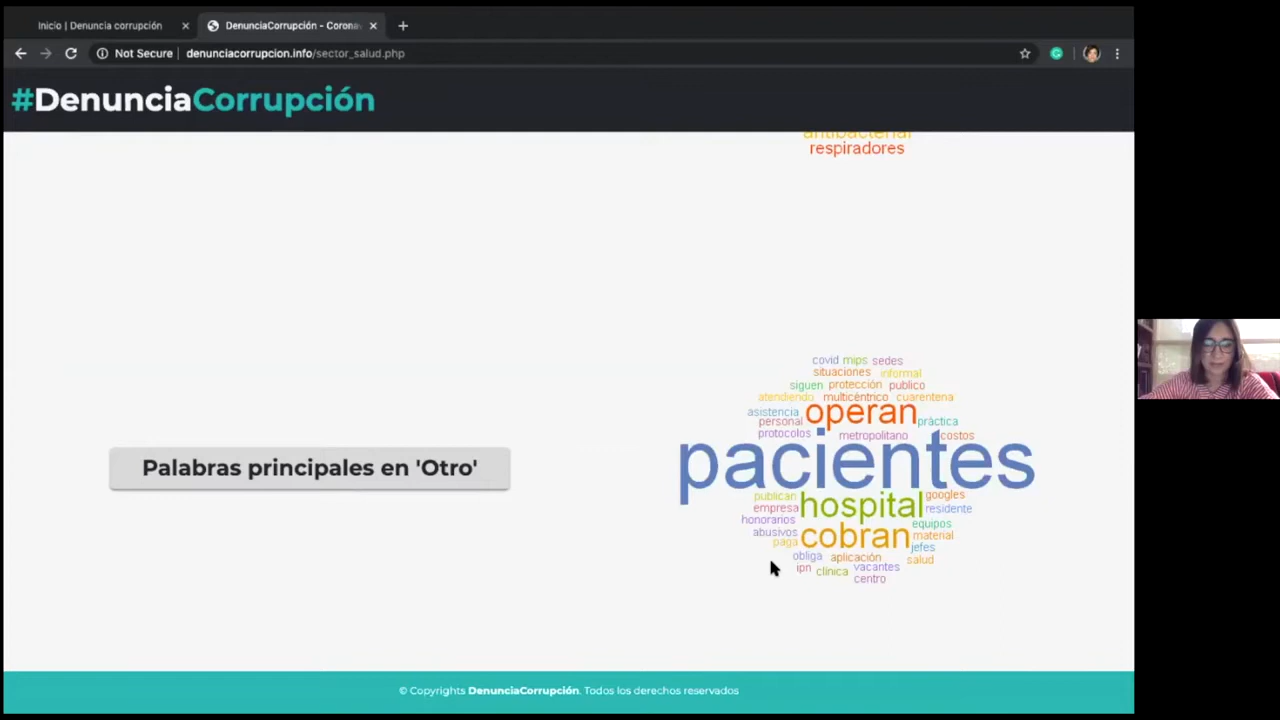 Inicio | Denuncia corrupción
DenunciaCorrupción - Corona
Not Secure | denunciacorrupcion.info/sector_salud.php
#DenunciaCorrupción
antibacterial
respiradores
covid mips sedes
situaciones informal
siguen protección publico
atendiendo multicéntrico cuarentena
asistencia operan
personal práctica
protocolos metropolitano costos
pacientes
Palabras principales en 'Otro'
publican hospital googles
empresa residente
honorarios equipos
abusivos cobran material
paga jefes
obliga aplicación salud
ipn clínica vacantes
centro
© Copyrights DenunciaCorrupción. Todos los derechos reservados